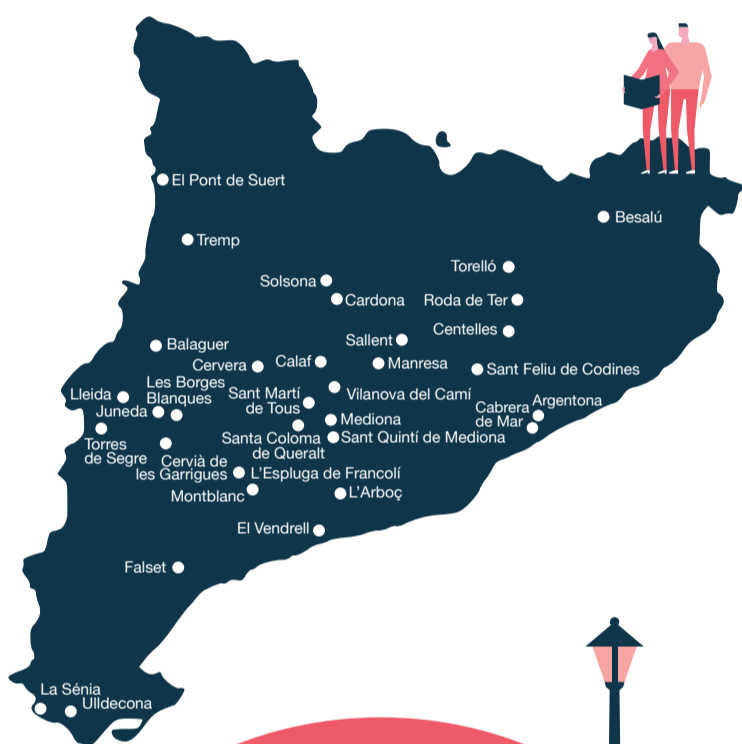 El Pont de Suert
Besalú
Tremp
Torelló
Solsona
Cardona
Roda de Ter
Centelles
Sallent
Balaguer
Calaf
Manresa
Cervera
Sant Feliu de Codines
Les Borges
Blanques
Lleida
Sant Martí
de Tous
Vilanova del Camí
Argentona
Juneda
Cabrera
de Mar
Mediona
Torres
de Segre
Santa Coloma
de Queralt
Sant Quintí de Mediona
Cervià de
les Garrigues
L'Espluga de Francolí
Montblanc
L'Arboç
El Vendrell
Falset
La Sénia
Ulldecona